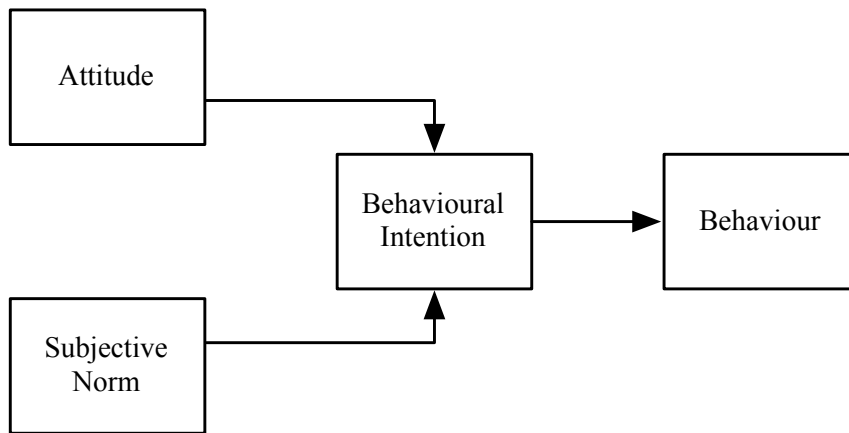 Attitude
Behavioural
Intention
Behaviour
Subjective
Norm